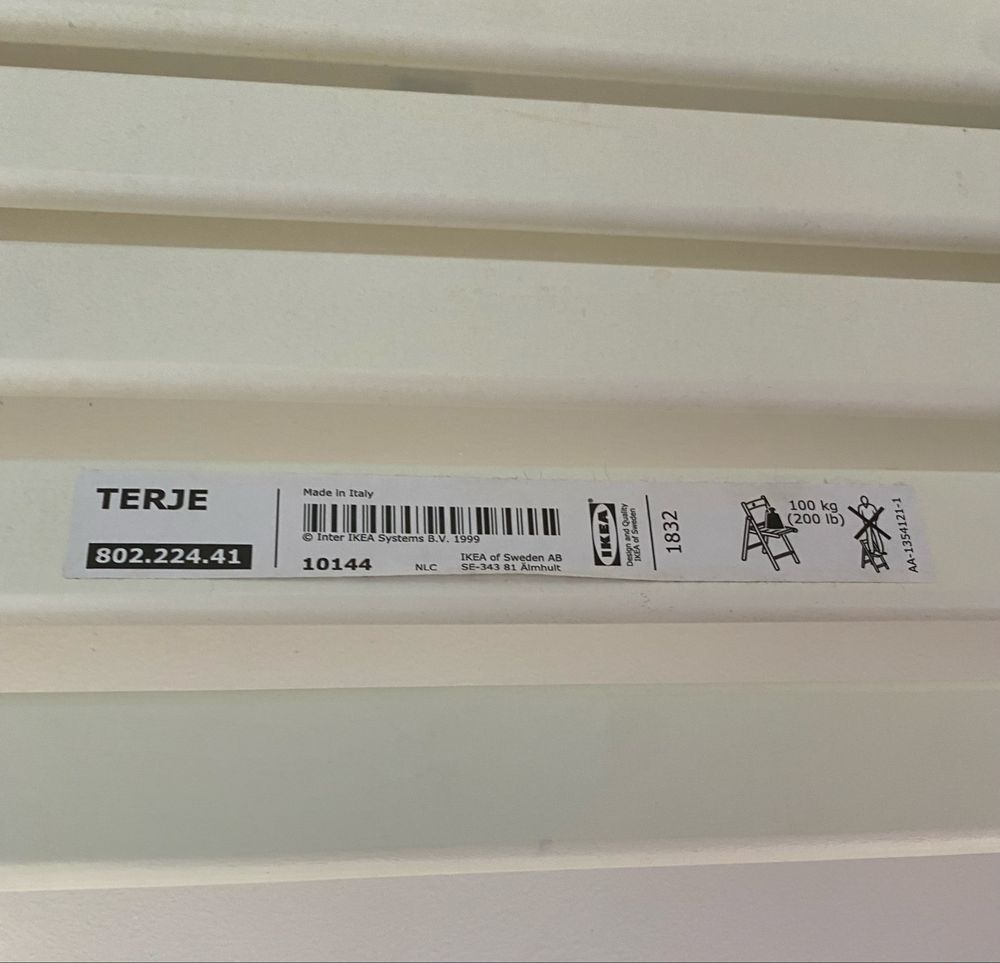 TERJE
802.224.41
Made in Italy
© Inter IKEA Systems B.V. 1999
10144
NLC
IKEA of Sweden AB
SE-343 81 Älmhult
IKEA®
Design and Quality
IKEA of Sweden
1832
100 kg
(200 lb)
AA-1354121-1